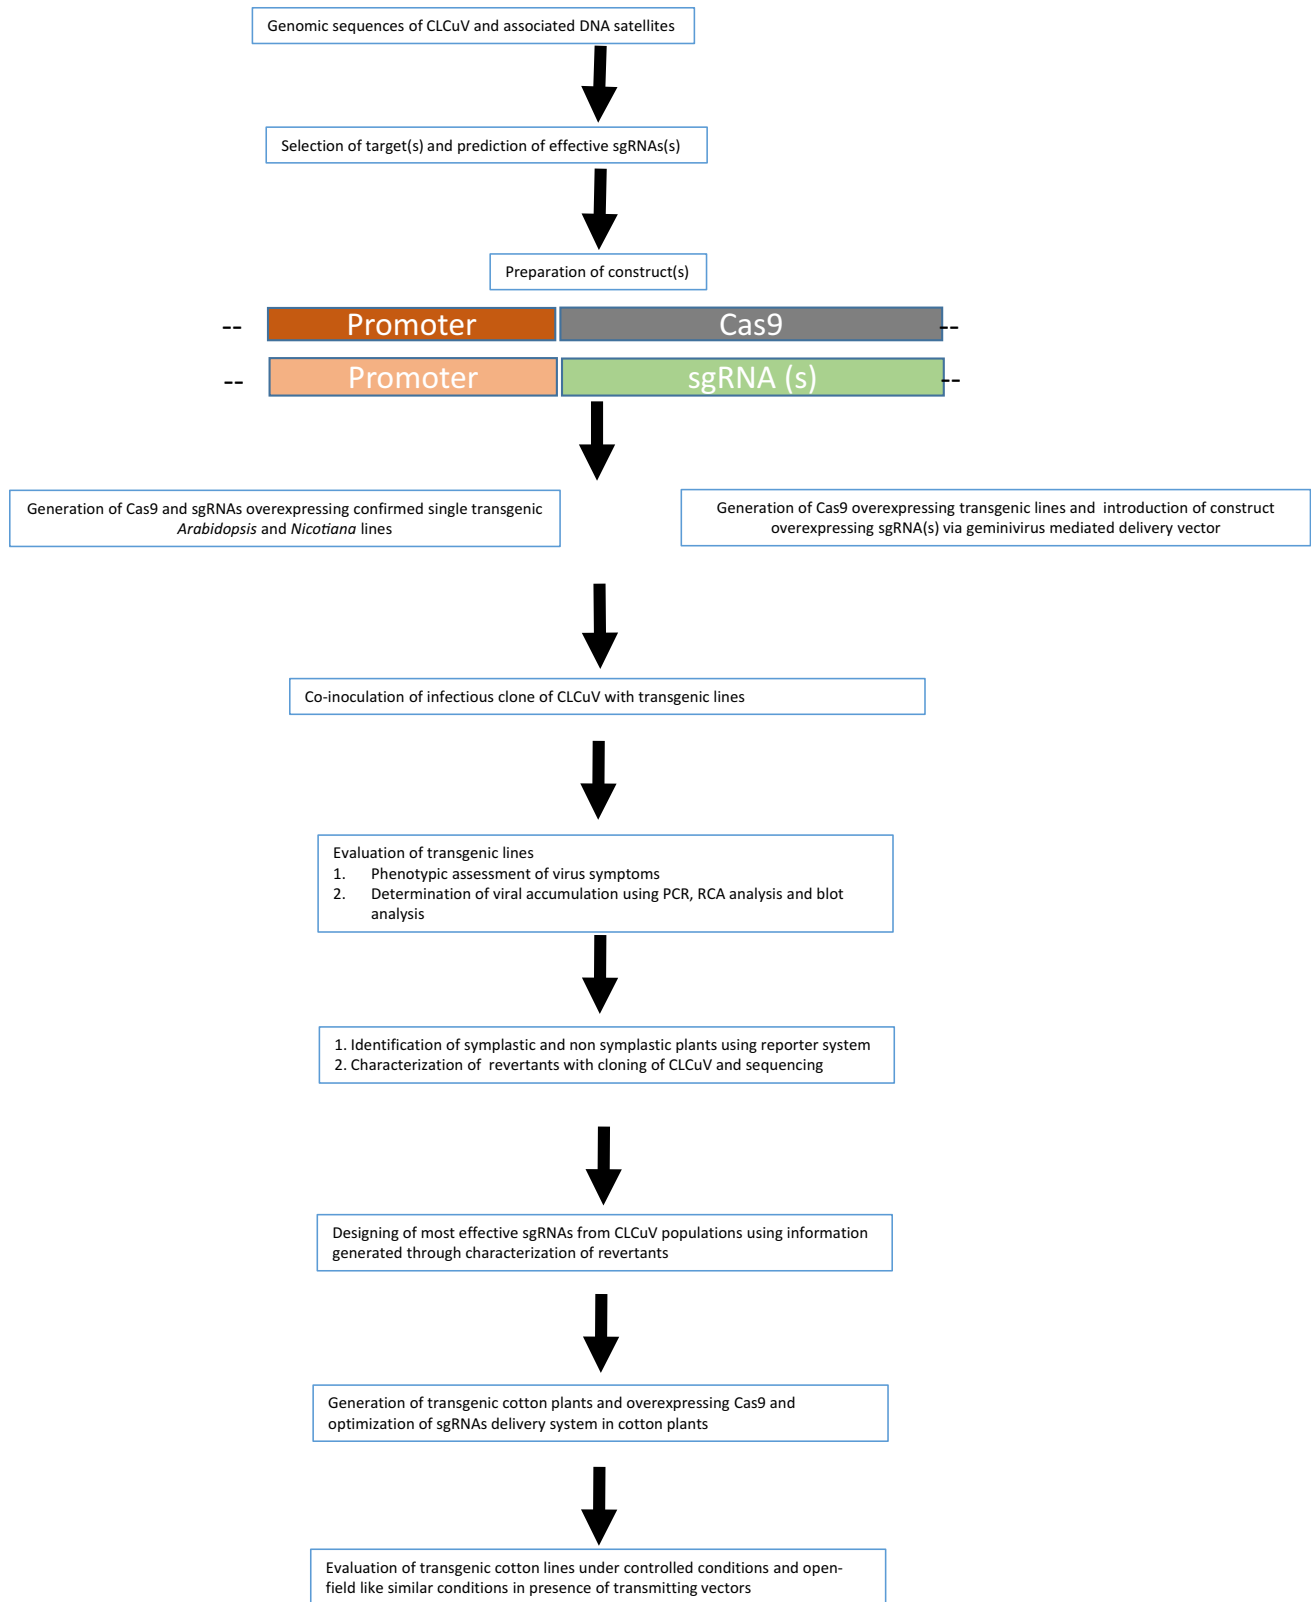 Genomic sequences of CLCuV and associated DNA satellites
Selection of target(s) and prediction of effective sgRNAs(s)
Preparation of construct(s)
-- Promoter Cas9 --
-- Promoter sgRNA (s) --
Generation of Cas9 and sgRNAs overexpressing confirmed single transgenic
Arabidopsis and Nicotiana lines
Generation of Cas9 overexpressing transgenic lines and introduction of construct
overexpressing sgRNA(s) via geminivirus mediated delivery vector
Co-inoculation of infectious clone of CLCuV with transgenic lines
Evaluation of transgenic lines
1. Phenotypic assessment of virus symptoms
2. Determination of viral accumulation using PCR, RCA analysis and blot
analysis
1. Identification of symplastic and non symplastic plants using reporter system
2. Characterization of revertants with cloning of CLCuV and sequencing
Designing of most effective sgRNAs from CLCuV populations using information
generated through characterization of revertants
Generation of transgenic cotton plants and overexpressing Cas9 and
optimization of sgRNAs delivery system in cotton plants
Evaluation of transgenic cotton lines under controlled conditions and open-
field like similar conditions in presence of transmitting vectors